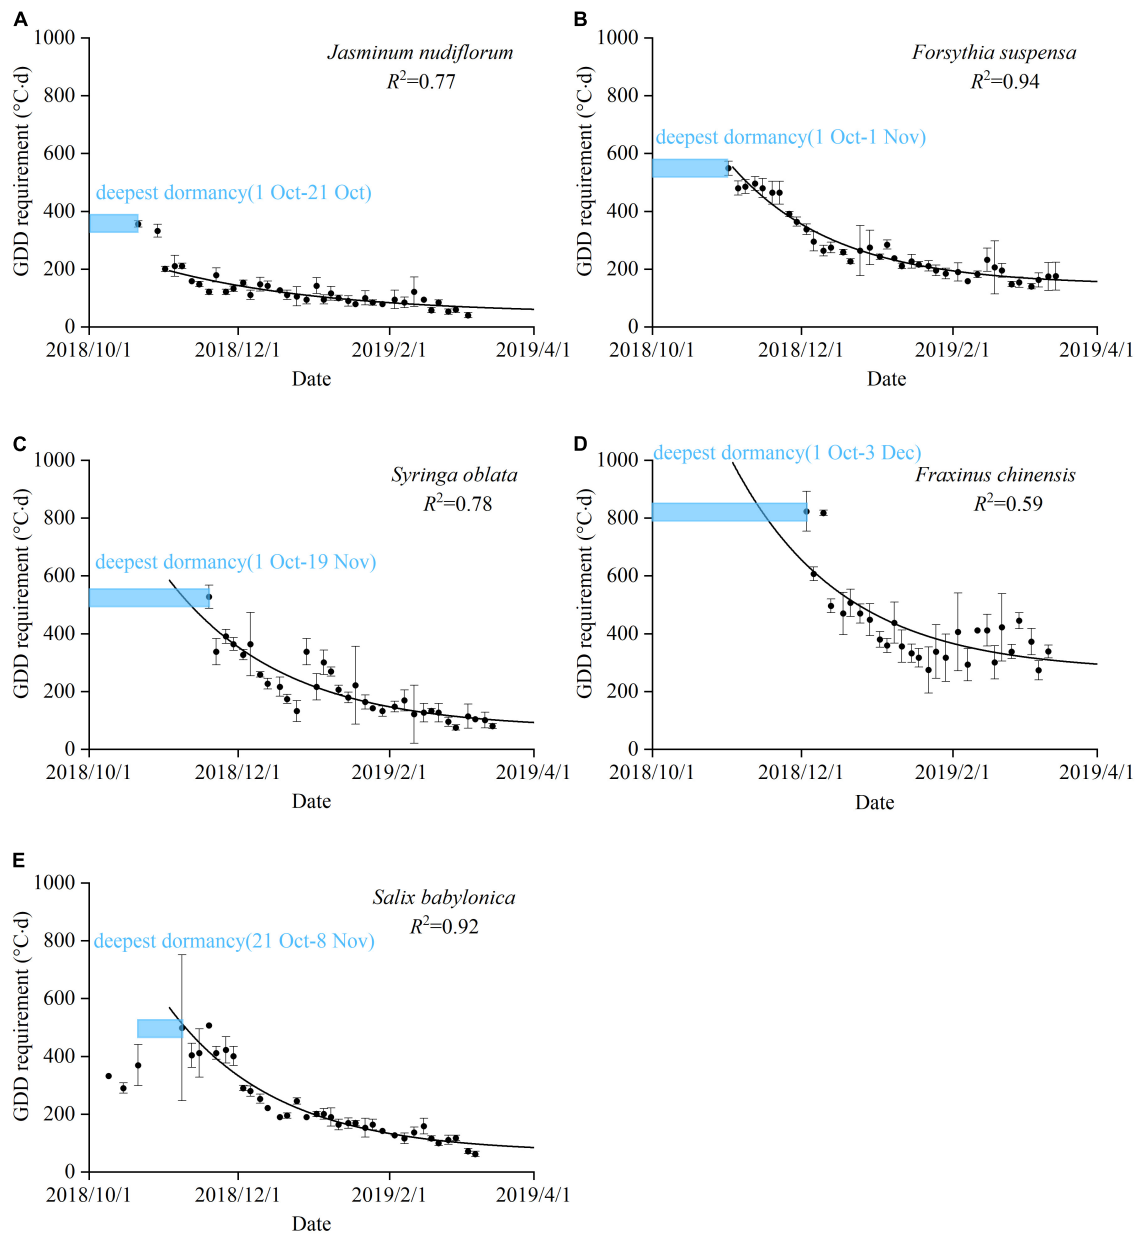 A
Jasminum nudiflorum
R²=0.77
deepest dormancy(1 Oct-21 Oct)
GDD requirement (°C·d)
1000
800
600
400
200
0
2018/10/1 2018/12/1 2019/2/1 2019/4/1
Date
B
Forsythia suspensa
R²=0.94
deepest dormancy(1 Oct-1 Nov)
GDD requirement (°C·d)
1000
800
600
400
200
0
2018/10/1 2018/12/1 2019/2/1 2019/4/1
Date
C
Syringa oblata
R²=0.78
deepest dormancy(1 Oct-19 Nov)
GDD requirement (°C·d)
1000
800
600
400
200
0
2018/10/1 2018/12/1 2019/2/1 2019/4/1
Date
D
deepest dormancy(1 Oct-3 Dec)
Fraxinus chinensis
R²=0.59
GDD requirement (°C·d)
1000
800
600
400
200
0
2018/10/1 2018/12/1 2019/2/1 2019/4/1
Date
E
Salix babylonica
R²=0.92
deepest dormancy(21 Oct-8 Nov)
GDD requirement (°C·d)
1000
800
600
400
200
0
2018/10/1 2018/12/1 2019/2/1 2019/4/1
Date